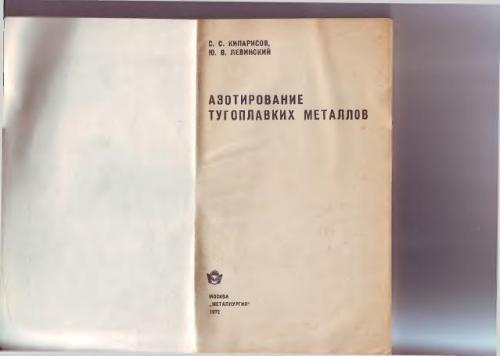 С. С. КИПАРИСОВ,
Ю. В. ЛЕВИНСКИЙ
АЗОТИРОВАНИЕ
ТУГОПЛАВКИХ МЕТАЛЛОВ
МОСКВА
„МЕТАЛЛУРГИЯ"
1972